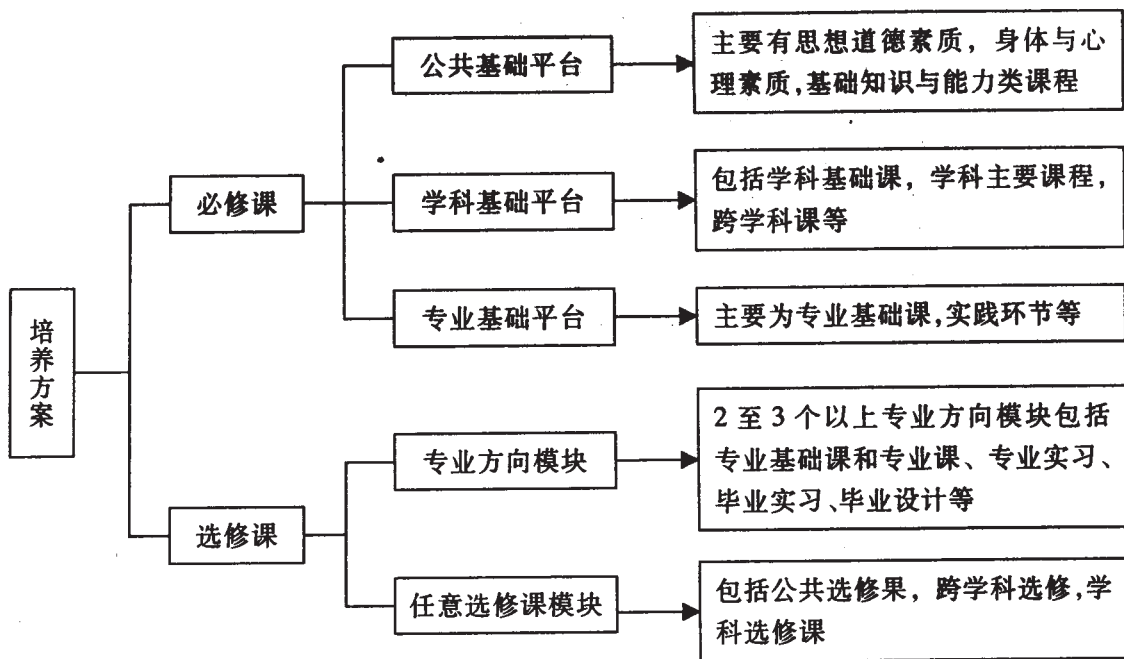 公共基础平台
主要有思想道德素质，身体与心
理素质,基础知识与能力类课程
必修课
学科基础平台
包括学科基础课，学科主要课程，
跨学科课等
专业基础平台
主要为专业基础课,实践环节等
培养方案
专业方向模块
2至3个以上专业方向模块包括
专业基础课和专业课、专业实习、
毕业实习、毕业设计等
选修课
任意选修课模块
包括公共选修果，跨学科选修,学
科选修课